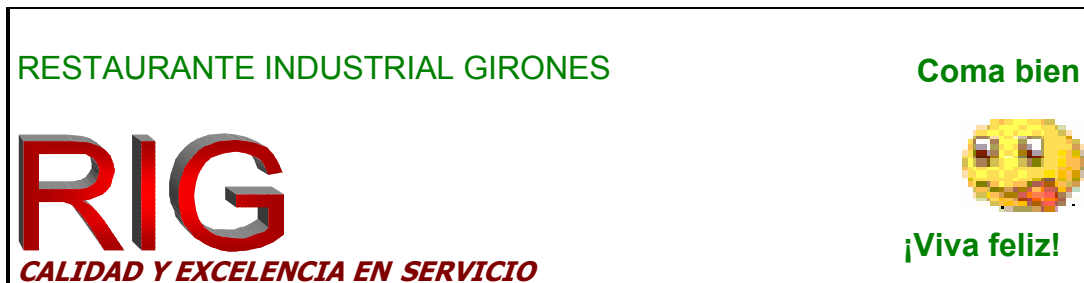 RESTAURANTE INDUSTRIAL GIRONES
Coma bien
RIG
CALIDAD Y EXCELENCIA EN SERVICIO
¡Viva feliz!